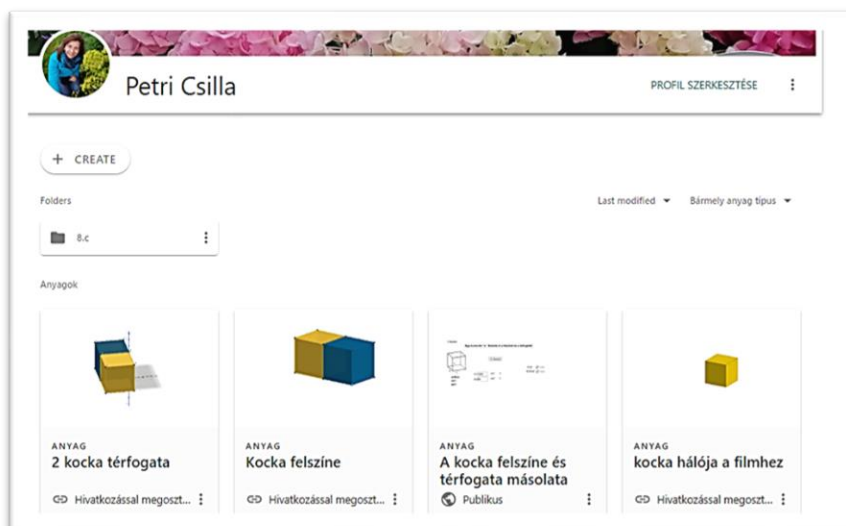 Petri Csilla
PROFIL SZERKESZTÉSE
+ CREATE
Folders
Last modified
Bármely anyag típus
8.c
Anyagok
ANYAG
2 kocka térfogata
Hivatkozással megoszt...
ANYAG
Kocka felszíne
Hivatkozással megoszt...
ANYAG
A kocka felszíne és
térfogata másolata
Publikus
ANYAG
kocka hálója a filmhez
Hivatkozással megoszt...